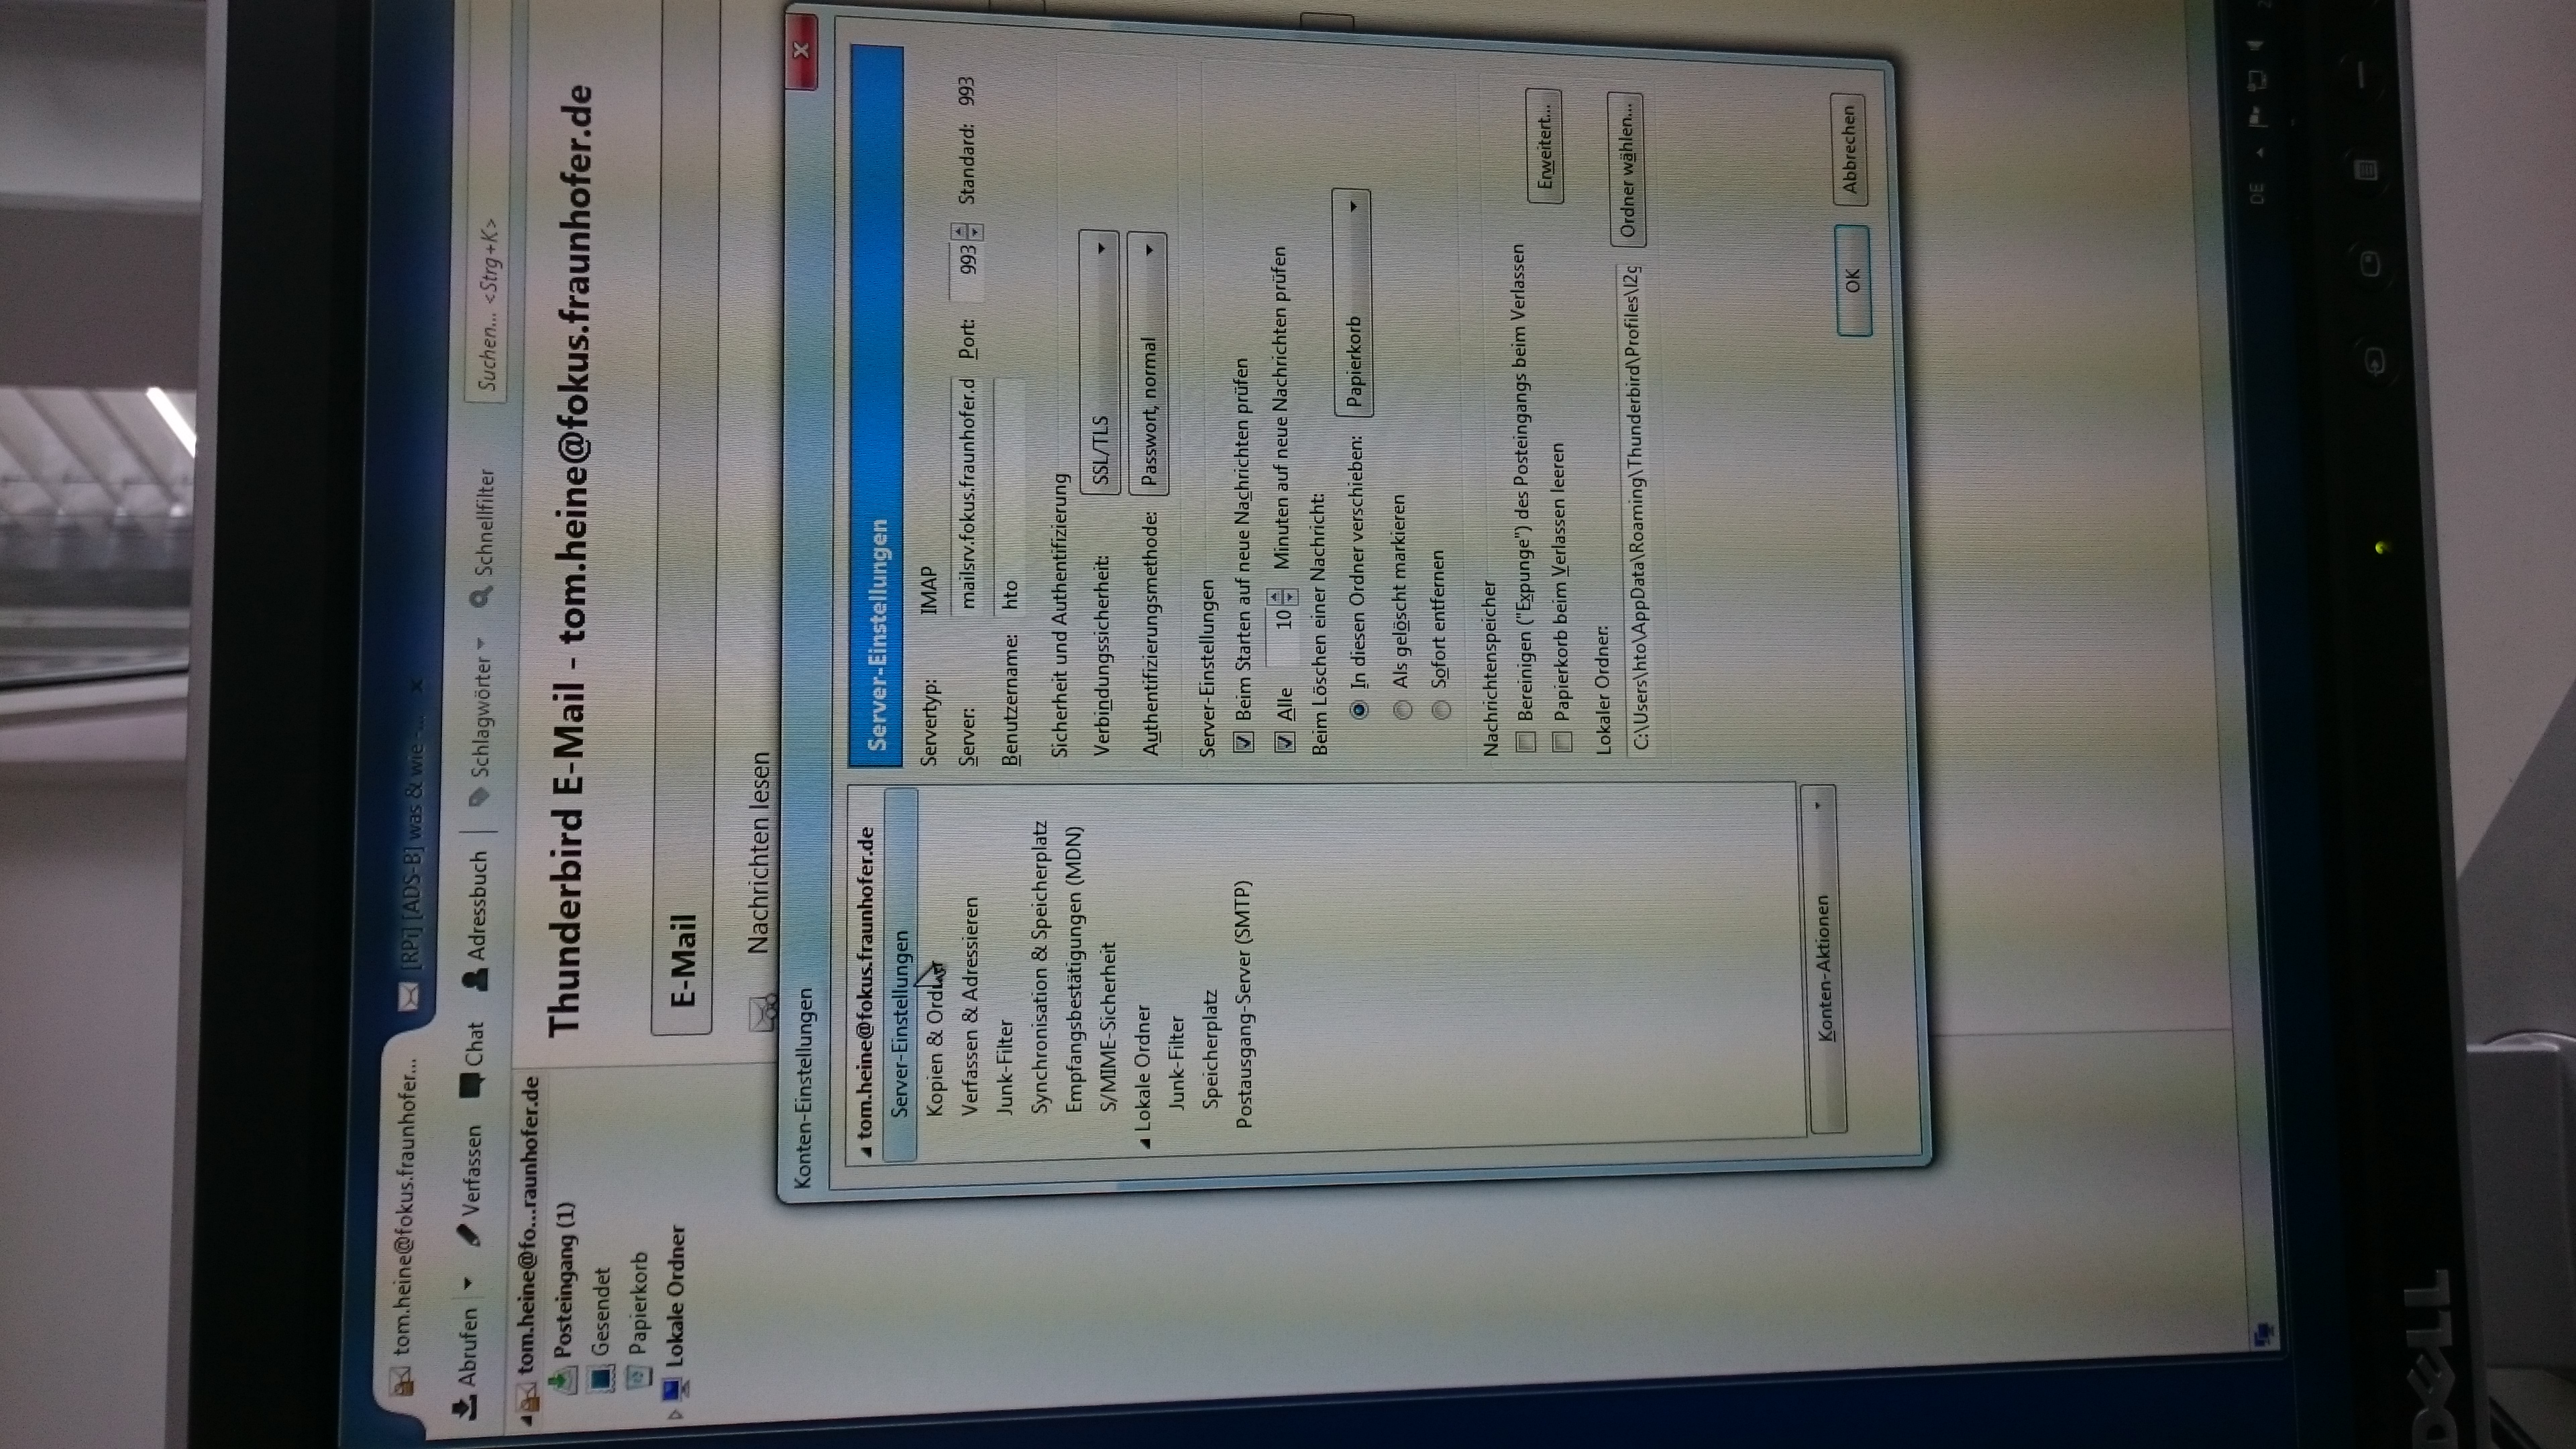 tom.heine@fokus.fraunhofer...
[RPi] [ADS-B] was & wie -...
Abrufen Verfassen Chat Adressbuch Schlagwörter Schnellfilter Suchen... <Strg+K>
tom.heine@fo...raunhofer.de
Posteingang (1)
Gesendet
Papierkorb
Lokale Ordner
Thunderbird E-Mail - tom.heine@fokus.fraunhofer.de
E-Mail
Nachrichten lesen
Konten-Einstellungen
tom.heine@fokus.fraunhofer.de
Server-Einstellungen
Kopien & Ordner
Verfassen & Adressieren
Junk-Filter
Synchronisation & Speicherplatz
Empfangsbestätigungen (MDN)
S/MIME-Sicherheit
Lokale Ordner
Junk-Filter
Speicherplatz
Postausgang-Server (SMTP)
Konten-Aktionen
Server-Einstellungen
Servertyp: IMAP
Server: mailsrv.fokus.fraunhofer.d Port: 993 Standard: 993
Benutzername: hto
Sicherheit und Authentifizierung
Verbindungssicherheit: SSL/TLS
Authentifizierungsmethode: Passwort, normal
Server-Einstellungen
Beim Starten auf neue Nachrichten prüfen
Alle 10 Minuten auf neue Nachrichten prüfen
Beim Löschen einer Nachricht:
In diesen Ordner verschieben: Papierkorb
Als gelöscht markieren
Sofort entfernen
Nachrichtenspeicher
Bereinigen ("Expunge") des Posteingangs beim Verlassen
Papierkorb beim Verlassen leeren
Erweitert...
Lokaler Ordner:
C:\Users\hto\AppData\Roaming\Thunderbird\Profiles\l2g Ordner wählen...
OK Abbrechen
DE
DELL